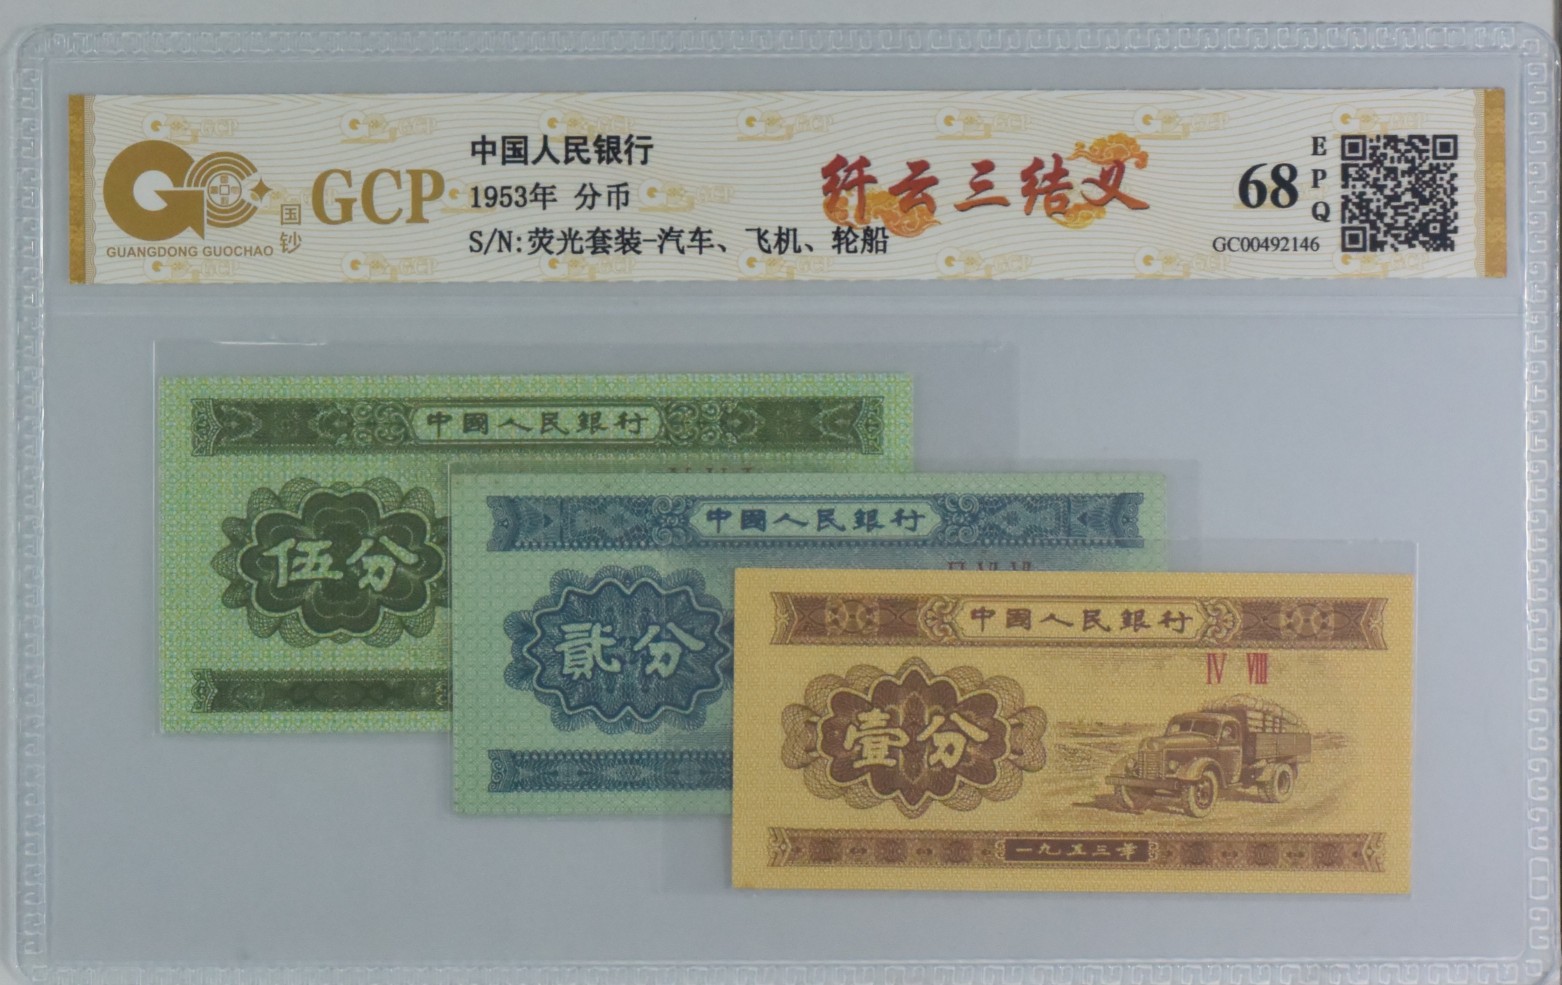 GCP
国钞
GUANGDONG GUOCHAO
中国人民银行
1953年 分币
S/N:荧光套装-汽车、飞机、轮船
纤云三结义
68
EPQ
GC00492146
中國人民銀行
伍分
中國人民銀行
貳分
中國人民銀行
IV VIII
壹分
一九五三年